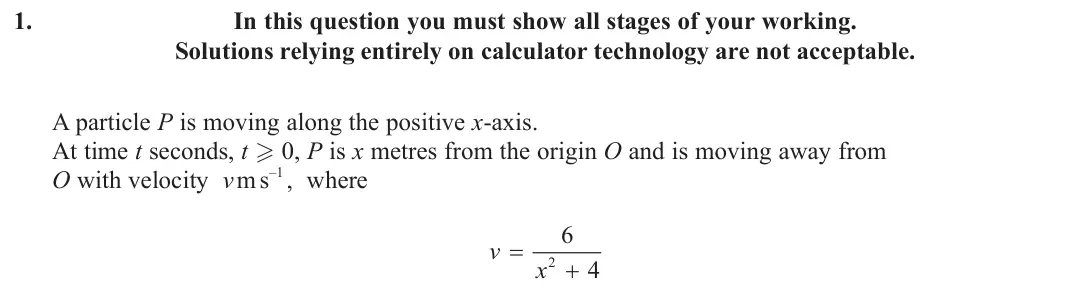 1. In this question you must show all stages of your working.
Solutions relying entirely on calculator technology are not acceptable.
A particle P is moving along the positive x-axis.
At time t seconds, t ⩾ 0, P is x metres from the origin O and is moving away from
O with velocity v m s⁻¹, where
v = 6 / (x² + 4)